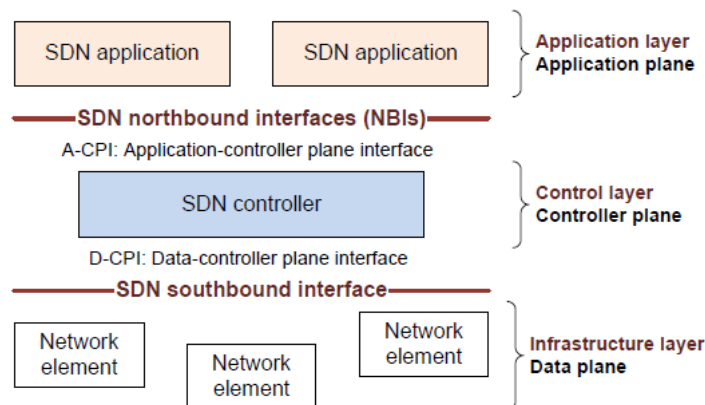 SDN application
SDN application
Application layer
Application plane
SDN northbound interfaces (NBIs)
A-CPI: Application-controller plane interface
SDN controller
Control layer
Controller plane
D-CPI: Data-controller plane interface
SDN southbound interface
Network
element
Network
element
Network
element
Infrastructure layer
Data plane